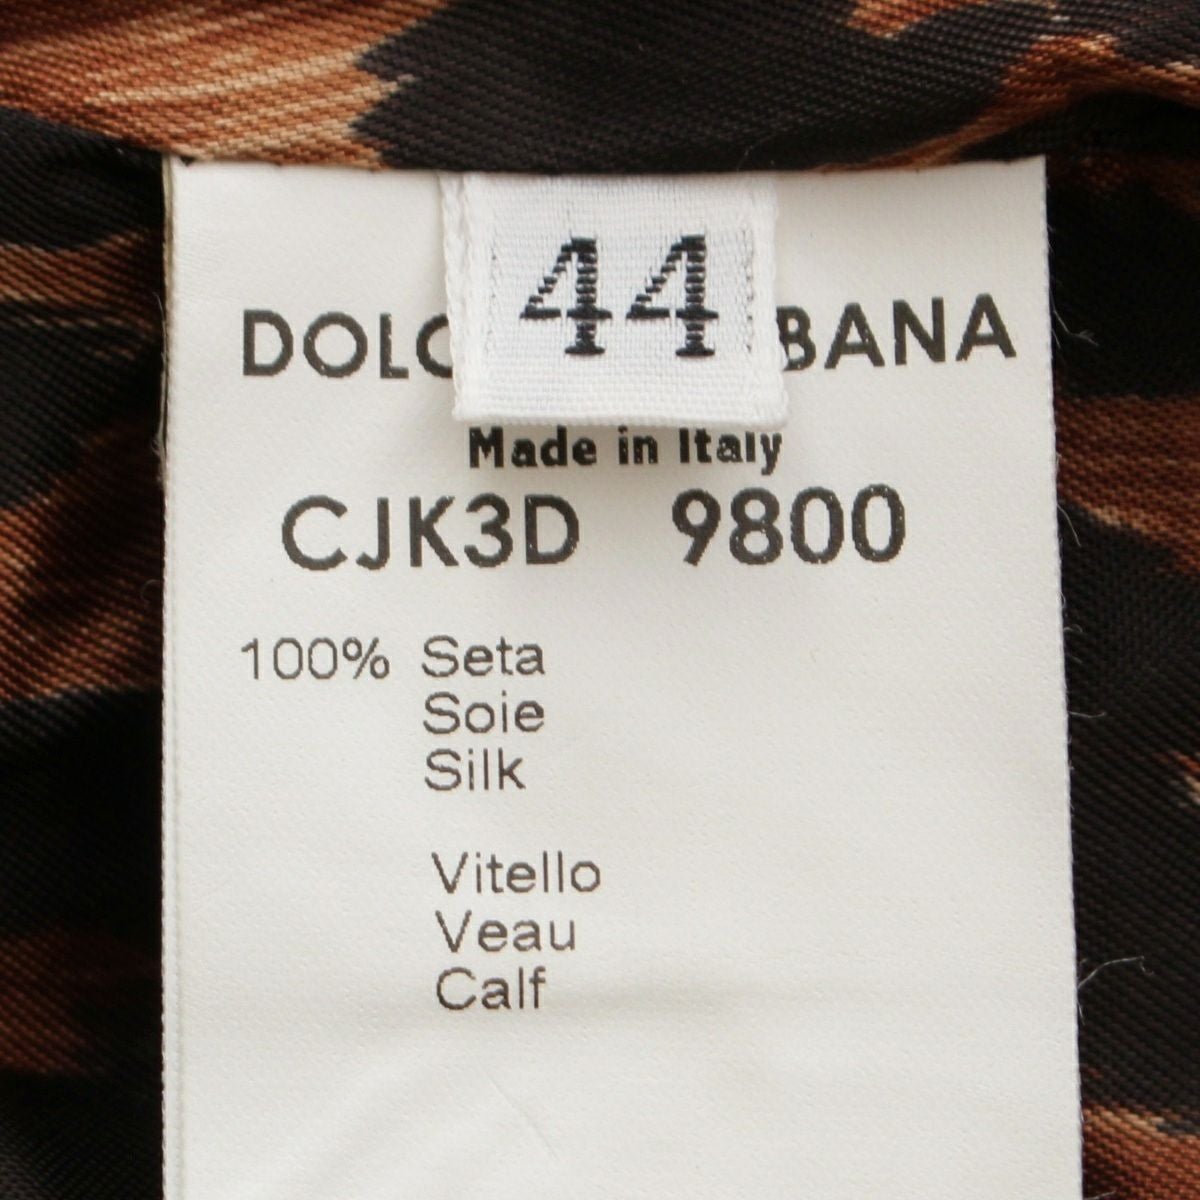 44
DOLC BANA
Made in Italy
CJK3D 9800
100% Seta
Soie
Silk
Vitello
Veau
Calf